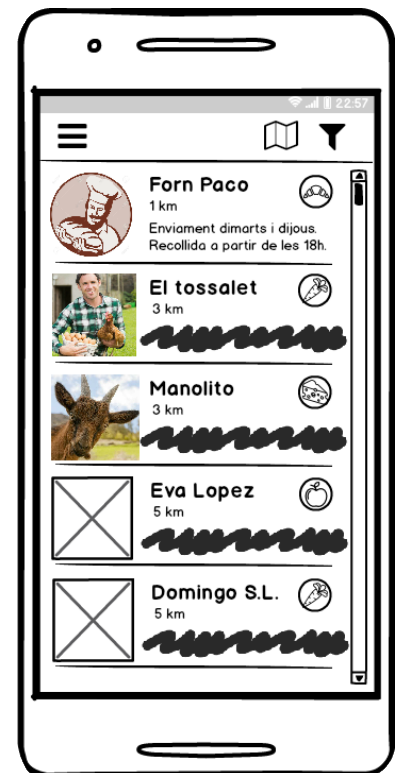 22:57
Forn Paco
1 km
Enviament dimarts i dijous.
Recollida a partir de les 18h.
El tossalet
3 km
Manolito
3 km
Eva Lopez
5 km
Domingo S.L.
5 km